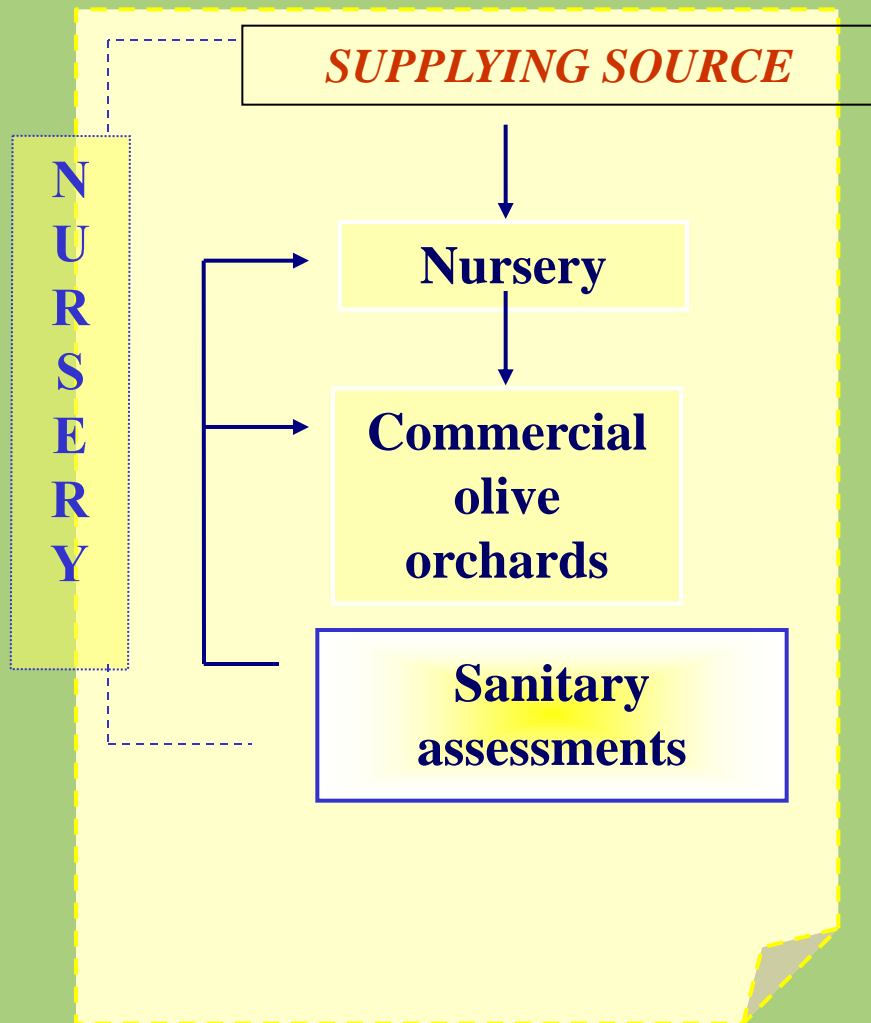 SUPPLYING SOURCE
N
U
R
S
E
R
Y
Nursery
Commercial
olive
orchards
Sanitary
assessments